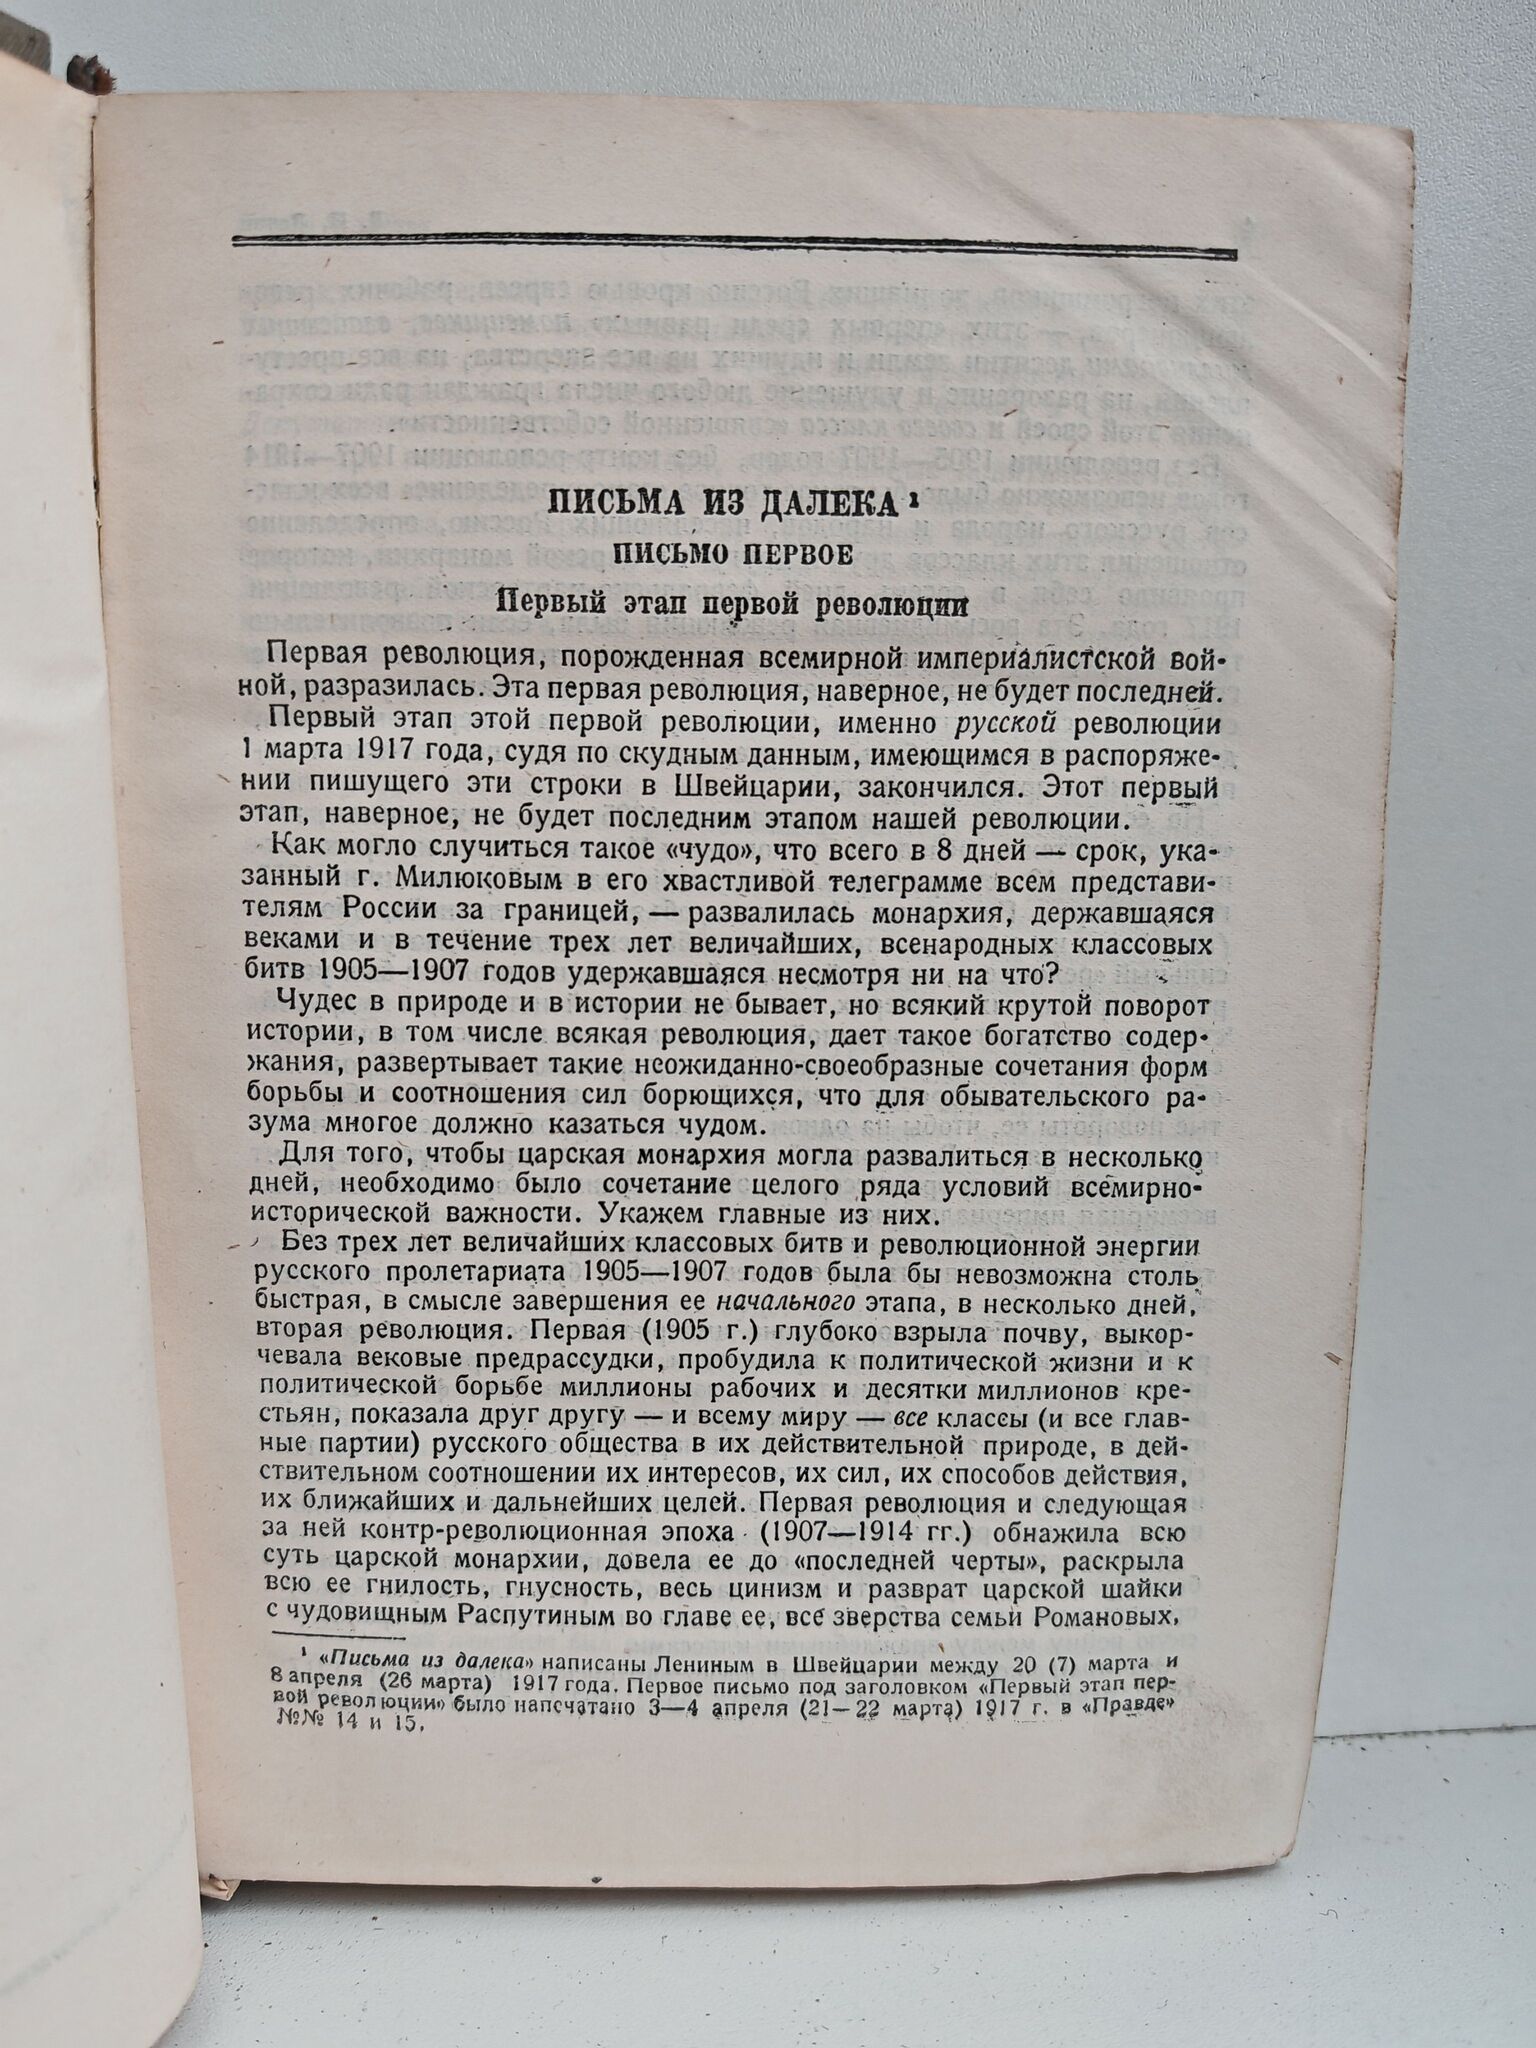 ПИСЬМА ИЗ ДАЛЕКА ¹
ПИСЬМО ПЕРВОЕ
Первый этап первой революции
Первая революция, порожденная всемирной империалистской вой-
ной, разразилась. Эта первая революция, наверное, не будет последней.
Первый этап этой первой революции, именно русской революции
1 марта 1917 года, судя по скудным данным, имеющимся в распоряже-
нии пишущего эти строки в Швейцарии, закончился. Этот первый
этап, наверное, не будет последним этапом нашей революции.
Как могло случиться такое «чудо», что всего в 8 дней — срок, ука-
занный г. Милюковым в его хвастливой телеграмме всем представи-
телям России за границей, — развалилась монархия, державшаяся
веками и в течение трех лет величайших, всенародных классовых
битв 1905—1907 годов удержавшаяся несмотря ни на что?
Чудес в природе и в истории не бывает, но всякий крутой поворот
истории, в том числе всякая революция, дает такое богатство содер-
жания, развертывает такие неожиданно-своеобразные сочетания форм
борьбы и соотношения сил борющихся, что для обывательского ра-
зума многое должно казаться чудом.
Для того, чтобы царская монархия могла развалиться в несколько
дней, необходимо было сочетание целого ряда условий всемирно-
исторической важности. Укажем главные из них.
Без трех лет величайших классовых битв и революционной энергии
русского пролетариата 1905—1907 годов была бы невозможна столь
быстрая, в смысле завершения ее начального этапа, в несколько дней,
вторая революция. Первая (1905 г.) глубоко взрыла почву, выкор-
чевала вековые предрассудки, пробудила к политической жизни и к
политической борьбе миллионы рабочих и десятки миллионов кре-
стьян, показала друг другу — и всему миру — все классы (и все глав-
ные партии) русского общества в их действительной природе, в дей-
ствительном соотношении их интересов, их сил, их способов действия,
их ближайших и дальнейших целей. Первая революция и следующая
за ней контр-революционная эпоха (1907—1914 гг.) обнажила всю
суть царской монархии, довела ее до «последней черты», раскрыла
всю ее гнилость, гнусность, весь цинизм и разврат царской шайки
с чудовищным Распутиным во главе ее, все зверства семьи Романовых,
¹ «Письма из далека» написаны Лениным в Швейцарии между 20 (7) марта и
8 апреля (26 марта) 1917 года. Первое письмо под заголовком «Первый этап пер-
вой революции» было напечатано 3—4 апреля (21—22 марта) 1917 г. в «Правде»
№№ 14 и 15.